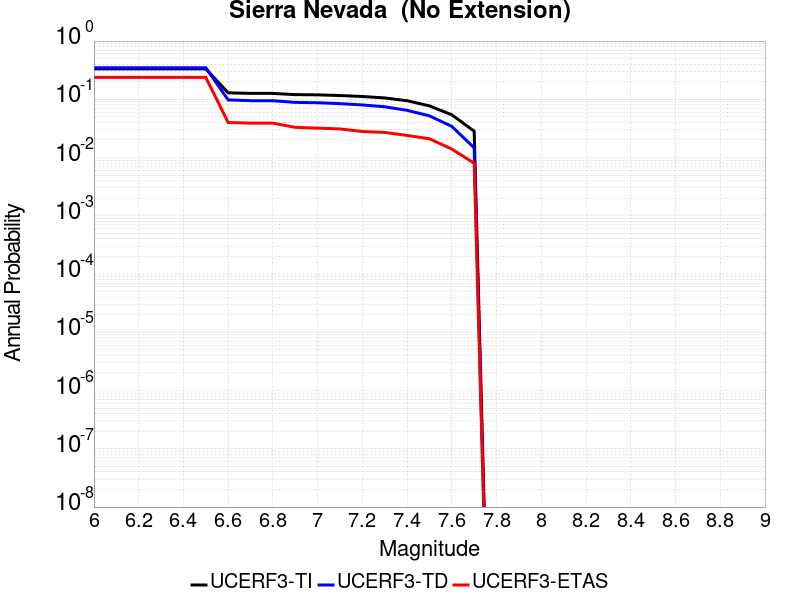 Sierra Nevada  (No Extension)
10^0
10^-1
10^-2
10^-3
10^-4
10^-5
10^-6
10^-7
10^-8
Annual Probability
6 6.2 6.4 6.6 6.8 7 7.2 7.4 7.6 7.8 8 8.2 8.4 8.6 8.8 9
Magnitude
UCERF3-TI UCERF3-TD UCERF3-ETAS